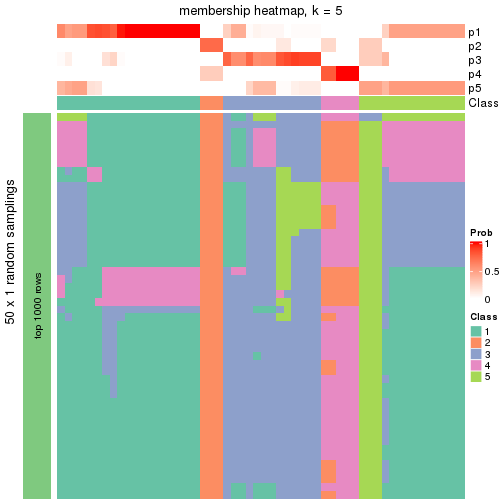 membership heatmap, k = 5
p1
p2
p3
p4
p5
Class
50 x 1 random samplings
top 1000 rows
Prob
1
0.5
0
Class
1
2
3
4
5